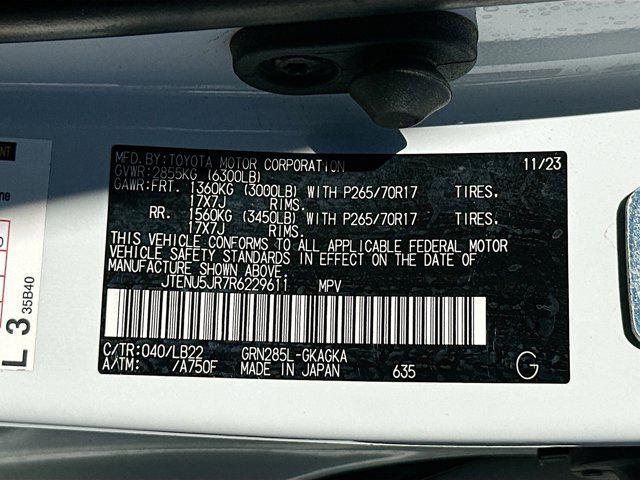 MFD.BY:TOYOTA MOTOR CORPORATION 11/23
GVWR:2855KG (6300LB)
GAWR:FRT. 1360KG (3000LB) WITH P265/70R17 TIRES.
17X7J RIMS.
RR. 1560KG (3450LB) WITH P265/70R17 TIRES.
17X7J RIMS.
THIS VEHICLE CONFORMS TO ALL APPLICABLE FEDERAL MOTOR
VEHICLE SAFETY STANDARDS IN EFFECT ON THE DATE OF
MANUFACTURE SHOWN ABOVE.
JTENU5JR7R6229611 MPV
C/TR:040/LB22 GRN285L-GKAGKA
A/TM: /A750F MADE IN JAPAN 635 G
L 3 35B40